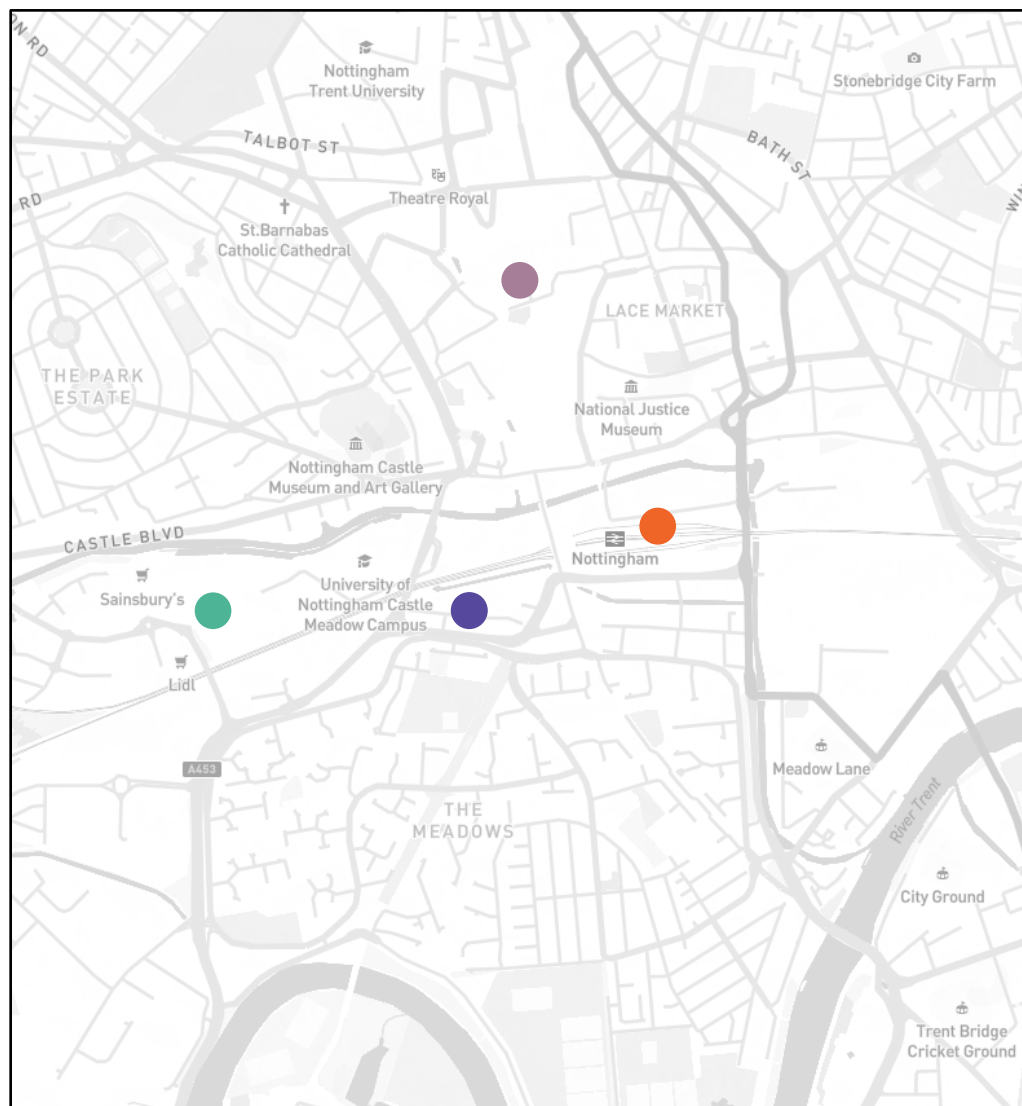 ON RD
Nottingham
Trent University
Stonebridge City Farm
TALBOT ST
BATH ST
Theatre Royal
RD
WIN
St.Barnabas
Catholic Cathedral
LACE MARKET
THE PARK
ESTATE
National Justice
Museum
Nottingham Castle
Museum and Art Gallery
CASTLE BLVD
Nottingham
Sainsbury's
University of
Nottingham Castle
Meadow Campus
Lidl
A453
Meadow Lane
River Trent
THE
MEADOWS
City Ground
Trent Bridge
Cricket Ground